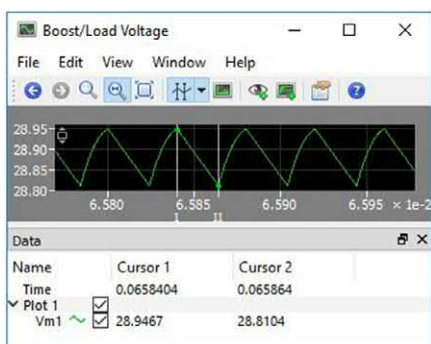 Boost/Load Voltage
File Edit View Window Help
28.95
28.90
28.85
28.80
6.580 6.585 6.590 6.595 × 1e-2
I II
Data
Name Cursor 1 Cursor 2
Time 0.0658404 0.065864
Plot 1
Vm1 28.9467 28.8104